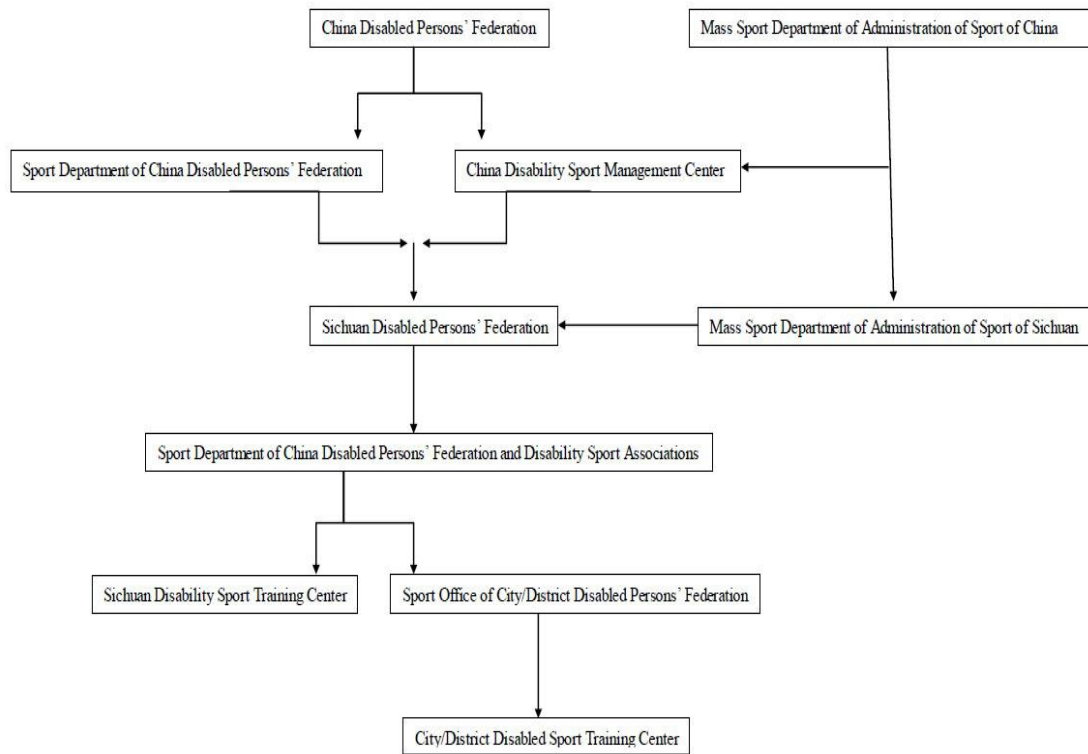 China Disabled Persons’ Federation
Mass Sport Department of Administration of Sport of China
Sport Department of China Disabled Persons’ Federation
China Disability Sport Management Center
Sichuan Disabled Persons’ Federation
Mass Sport Department of Administration of Sport of Sichuan
Sport Department of China Disabled Persons’ Federation and Disability Sport Associations
Sichuan Disability Sport Training Center
Sport Office of City/District Disabled Persons’ Federation
City/District Disabled Sport Training Center